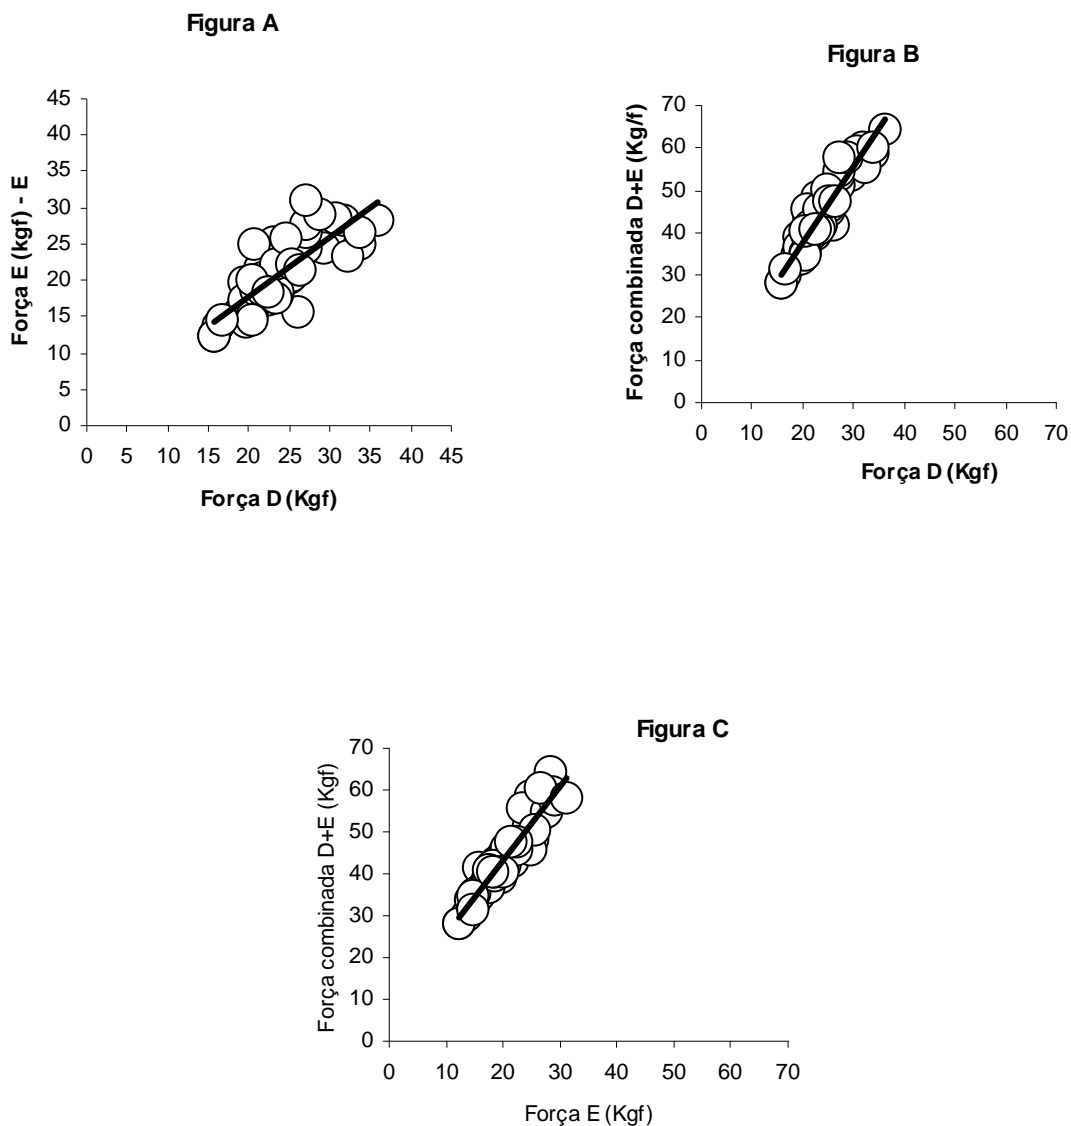 Figura A
45
40
35
30
25
20
15
10
5
0
Força E (kgf) - E
0 5 10 15 20 25 30 35 40 45
Força D (Kgf)
Figura B
70
60
50
40
30
20
10
0
Força combinada D+E (Kg/f)
0 10 20 30 40 50 60 70
Força D (Kgf)
Figura C
70
60
50
40
30
20
10
0
Força combinada D+E (Kgf)
0 10 20 30 40 50 60 70
Força E (Kgf)